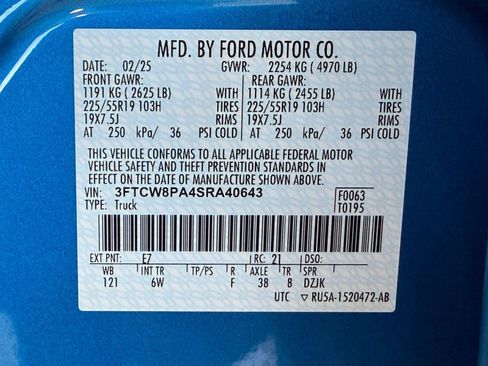 MFD. BY FORD MOTOR CO.
DATE: 02/25 GVWR: 2254 KG ( 4970 LB)
FRONT GAWR: REAR GAWR:
1191 KG ( 2625 LB) WITH 1114 KG ( 2455 LB) WITH
225/55R19 103H TIRES 225/55R19 103H TIRES
19X7.5J RIMS 19X7.5J RIMS
AT 250 kPa/ 36 PSI COLD AT 250 kPa/ 36 PSI COLD
THIS VEHICLE CONFORMS TO ALL APPLICABLE FEDERAL MOTOR
VEHICLE SAFETY AND THEFT PREVENTION STANDARDS IN EFFECT ON THE
DATE OF MANUFACTURE SHOWN ABOVE.
VIN: 3FTCW8PA4SRA40643 F0063
TYPE: Truck T0195
EXT PNT: E7 RC: 21 DSO:
WB INT TR TP/PS R AXLE TR SPR
121 6W F 38 8 DZJK
UTC ▽ RU5A-1520472-AB